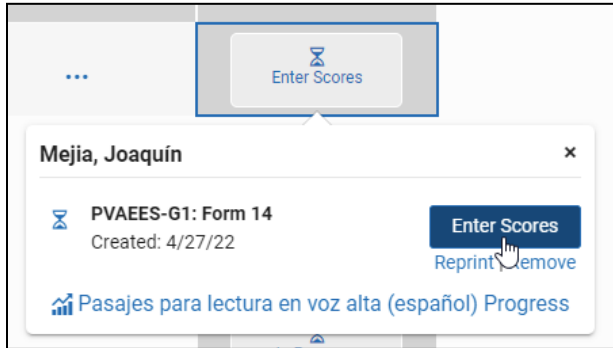 ...
Enter Scores
Mejia, Joaquín ×
PVAEES-G1: Form 14
Created: 4/27/22
Enter Scores
Reprint | Remove
Pasajes para lectura en voz alta (español) Progress